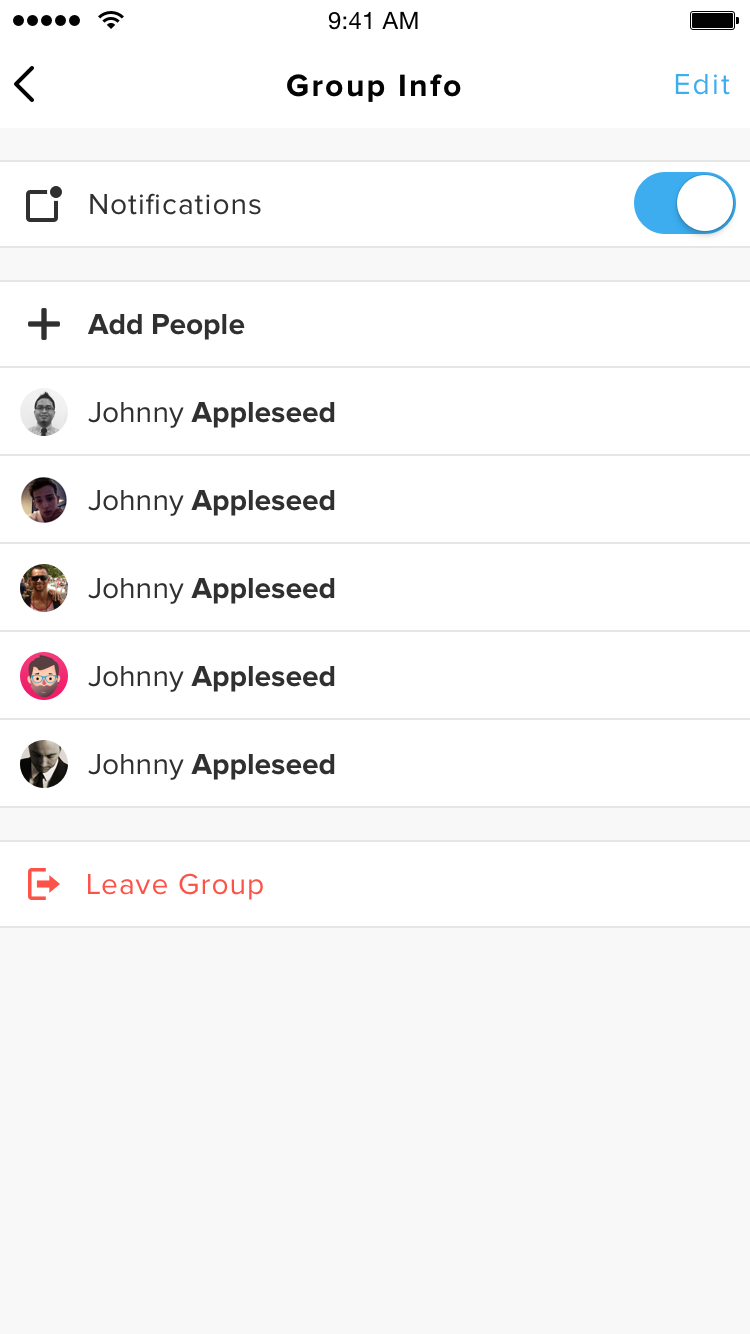 9:41 AM
Group Info
Edit
Notifications
Add People
Johnny Appleseed
Johnny Appleseed
Johnny Appleseed
Johnny Appleseed
Johnny Appleseed
Leave Group